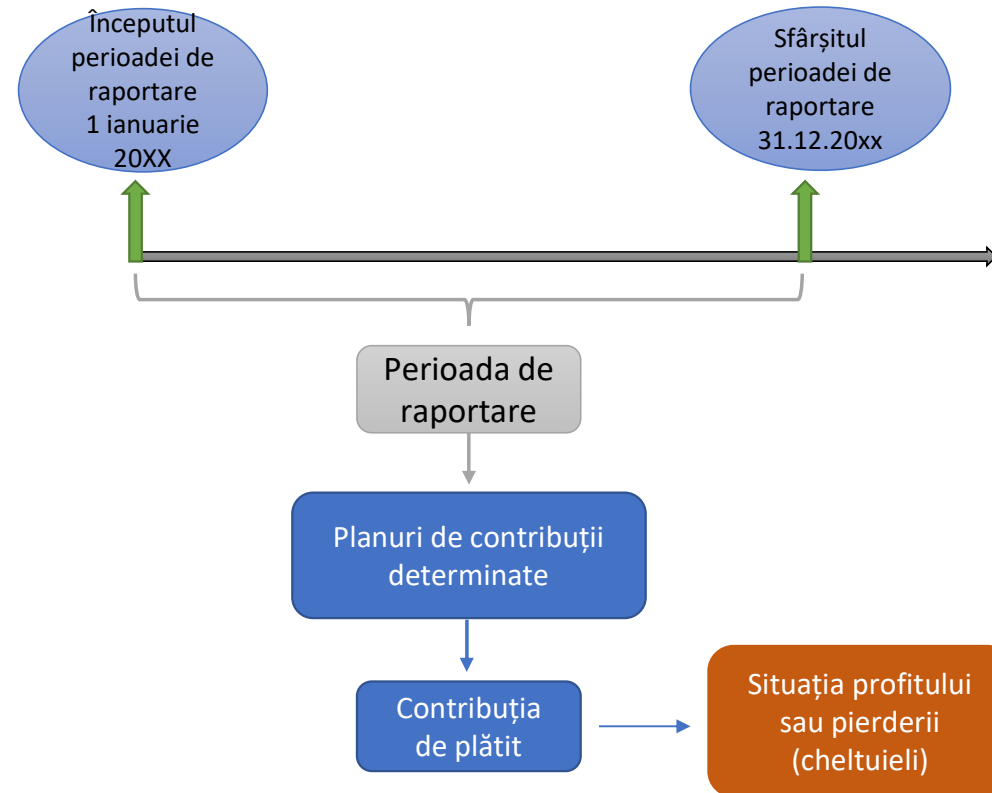 Începutul
perioadei de
raportare
1 ianuarie
20XX
Sfârșitul
perioadei de
raportare
31.12.20xx
Perioada de
raportare
Planuri de contribuții
determinate
Contribuția
de plătit
Situația profitului
sau pierderii
(cheltuieli)